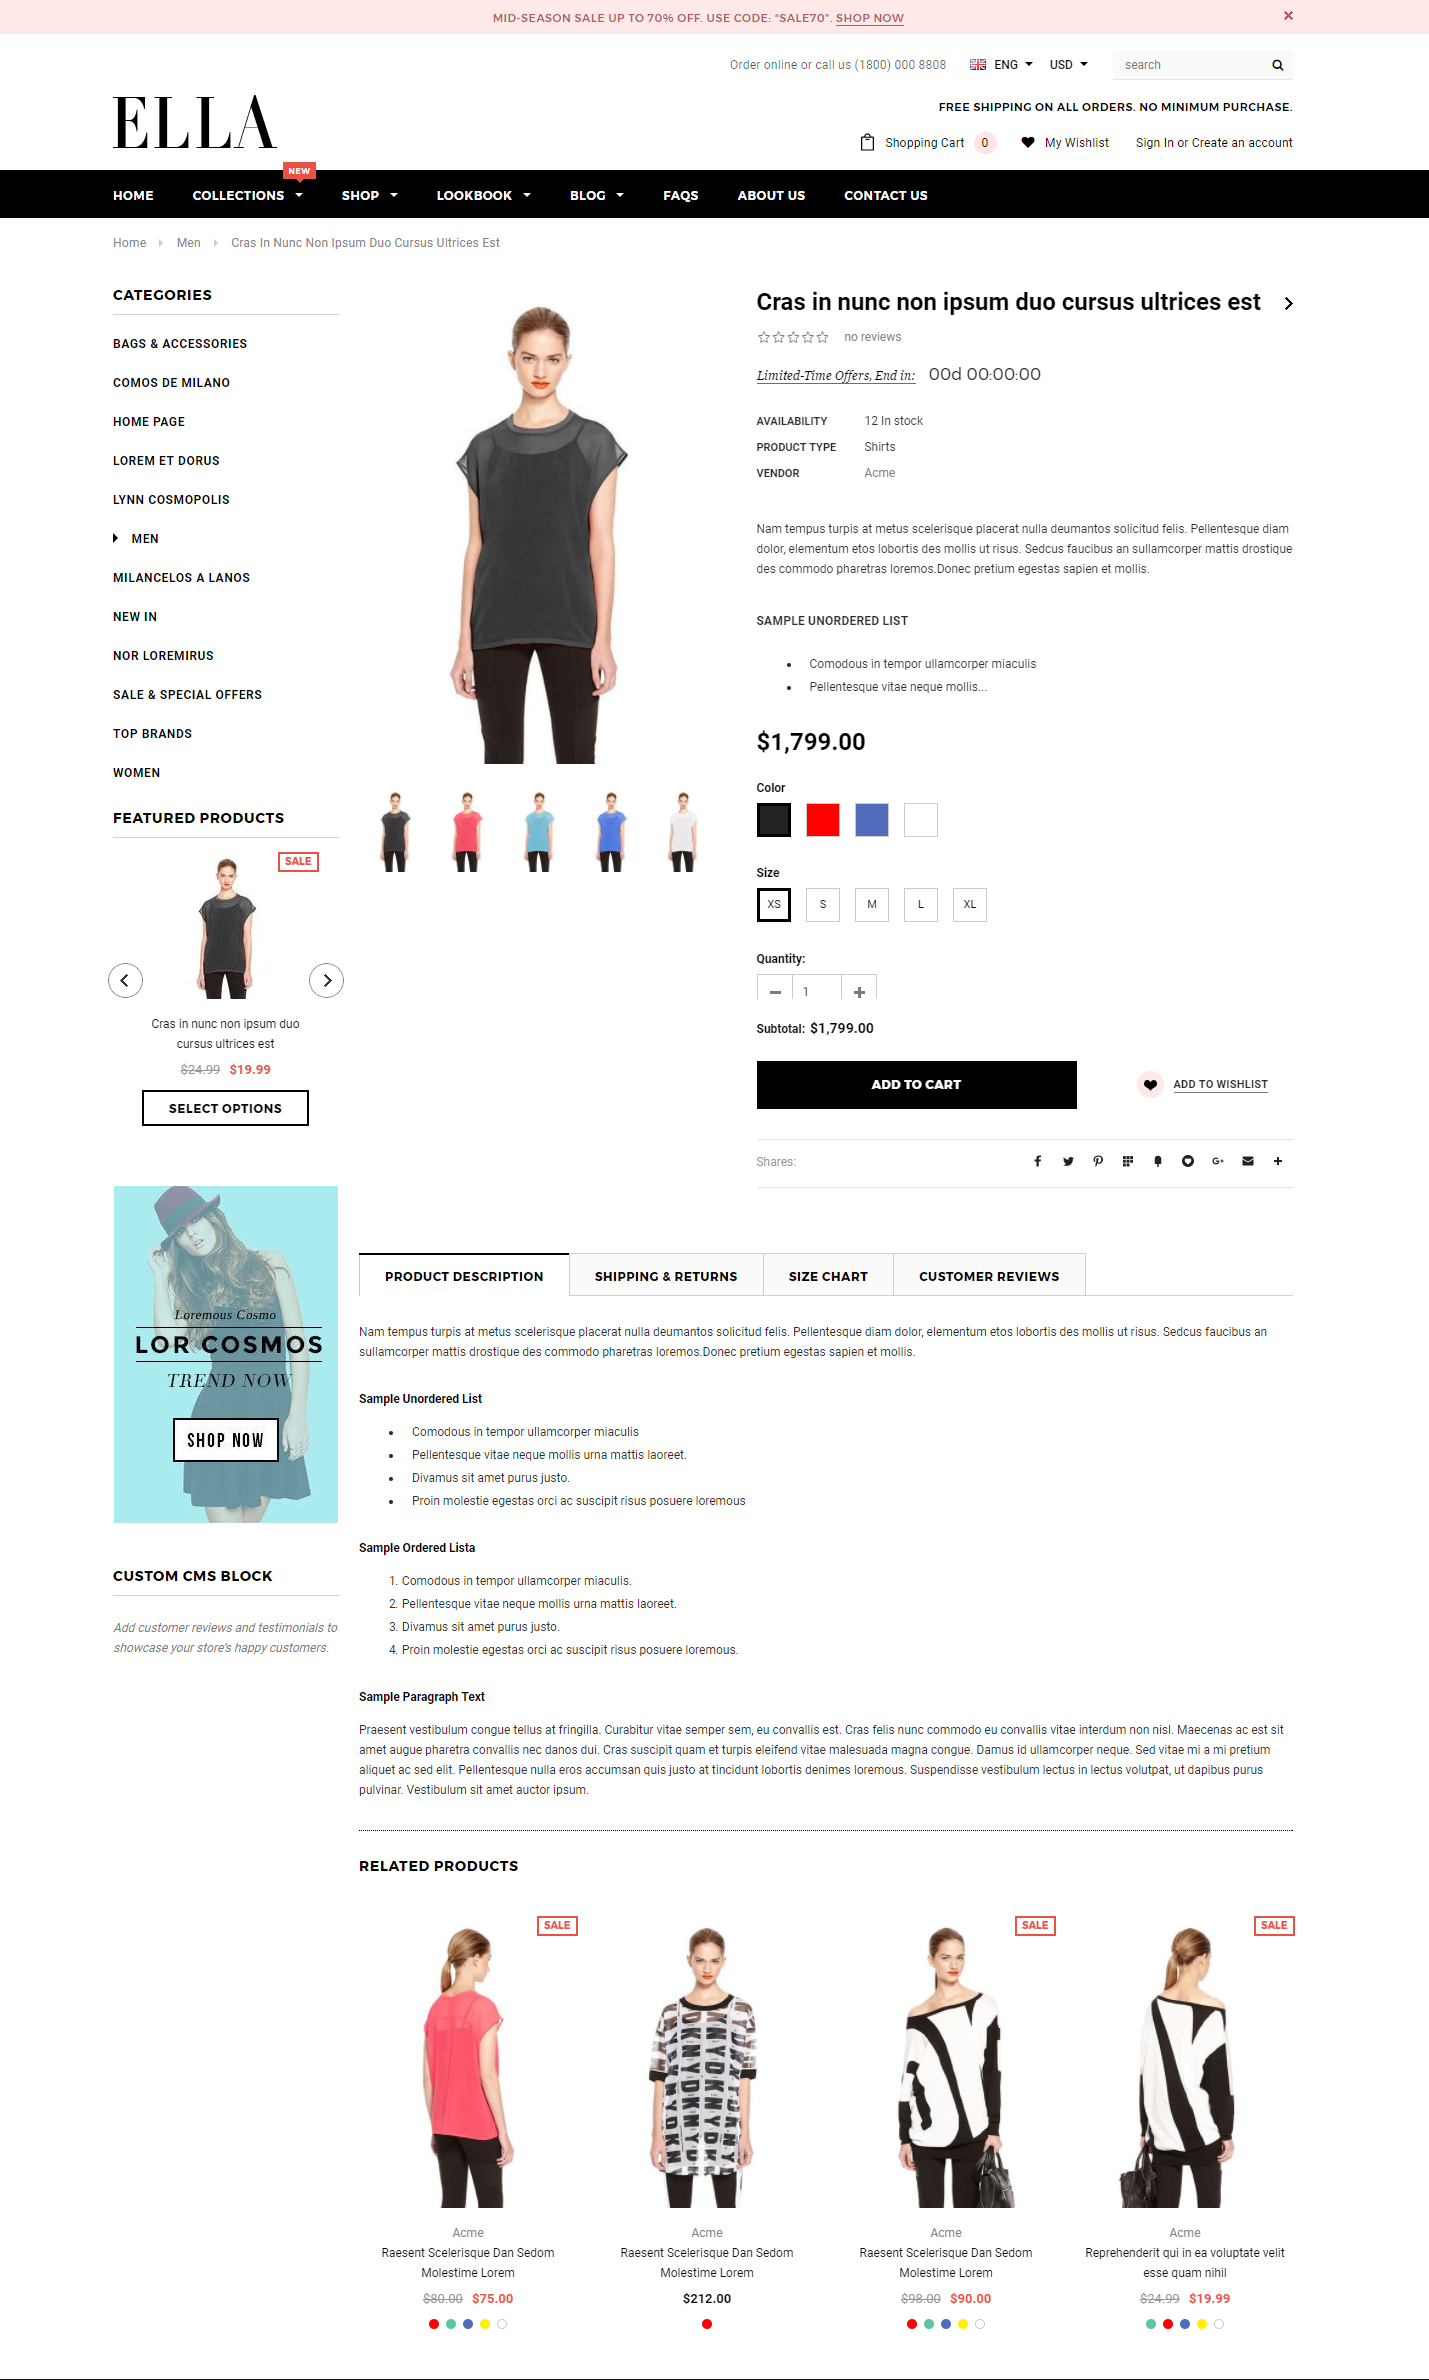 MID-SEASON SALE UP TO 70% OFF. USE CODE: "SALE70". SHOP NOW
Order online or call us (1800) 000 8808
ENG
USD
search
ELLA
FREE SHIPPING ON ALL ORDERS. NO MINIMUM PURCHASE.
Shopping Cart 0
My Wishlist
Sign In or Create an account
NEW
HOME COLLECTIONS SHOP LOOKBOOK BLOG FAQS ABOUT US CONTACT US
Home Men Cras In Nunc Non Ipsum Duo Cursus Ultrices Est
CATEGORIES
BAGS & ACCESSORIES
COMOS DE MILANO
HOME PAGE
LOREM ET DORUS
LYNN COSMOPOLIS
MEN
MILANCELOS A LANOS
NEW IN
NOR LOREMIRUS
SALE & SPECIAL OFFERS
TOP BRANDS
WOMEN
FEATURED PRODUCTS
SALE
Cras in nunc non ipsum duo
cursus ultrices est
$24.99 $19.99
SELECT OPTIONS
Loremous Cosmo
LOR COSMOS
TREND NOW
SHOP NOW
CUSTOM CMS BLOCK
Add customer reviews and testimonials to
showcase your store's happy customers.
Cras in nunc non ipsum duo cursus ultrices est
no reviews
Limited-Time Offers, End in: 00d 00:00:00
AVAILABILITY 12 In stock
PRODUCT TYPE Shirts
VENDOR Acme
Nam tempus turpis at metus scelerisque placerat nulla deumantos solicitud felis. Pellentesque diam
dolor, elementum etos lobortis des mollis ut risus. Sedcus faucibus an sullamcorper mattis drostique
des commodo pharetras loremos.Donec pretium egestas sapien et mollis.
SAMPLE UNORDERED LIST
Comodous in tempor ullamcorper miaculis
Pellentesque vitae neque mollis...
$1,799.00
Color
Size
XS S M L XL
Quantity:
1
Subtotal: $1,799.00
ADD TO CART
ADD TO WISHLIST
Shares:
PRODUCT DESCRIPTION SHIPPING & RETURNS SIZE CHART CUSTOMER REVIEWS
Nam tempus turpis at metus scelerisque placerat nulla deumantos solicitud felis. Pellentesque diam dolor, elementum etos lobortis des mollis ut risus. Sedcus faucibus an
sullamcorper mattis drostique des commodo pharetras loremos.Donec pretium egestas sapien et mollis.
Sample Unordered List
Comodous in tempor ullamcorper miaculis
Pellentesque vitae neque mollis urna mattis laoreet.
Divamus sit amet purus justo.
Proin molestie egestas orci ac suscipit risus posuere loremous
Sample Ordered Lista
1. Comodous in tempor ullamcorper miaculis.
2. Pellentesque vitae neque mollis urna mattis laoreet.
3. Divamus sit amet purus justo.
4. Proin molestie egestas orci ac suscipit risus posuere loremous.
Sample Paragraph Text
Praesent vestibulum congue tellus at fringilla. Curabitur vitae semper sem, eu convallis est. Cras felis nunc commodo eu convallis vitae interdum non nisl. Maecenas ac est sit
amet augue pharetra convallis nec danos dui. Cras suscipit quam et turpis eleifend vitae malesuada magna congue. Damus id ullamcorper neque. Sed vitae mi a mi pretium
aliquet ac sed elit. Pellentesque nulla eros accumsan quis justo at tincidunt lobortis denimes loremous. Suspendisse vestibulum lectus in lectus volutpat, ut dapibus purus
pulvinar. Vestibulum sit amet auctor ipsum.
RELATED PRODUCTS
SALE
Acme
Raesent Scelerisque Dan Sedom
Molestime Lorem
$80.00 $75.00
Acme
Raesent Scelerisque Dan Sedom
Molestime Lorem
$212.00
SALE
Acme
Raesent Scelerisque Dan Sedom
Molestime Lorem
$98.00 $90.00
SALE
Acme
Reprehenderit qui in ea voluptate velit
esse quam nihil
$24.99 $19.99